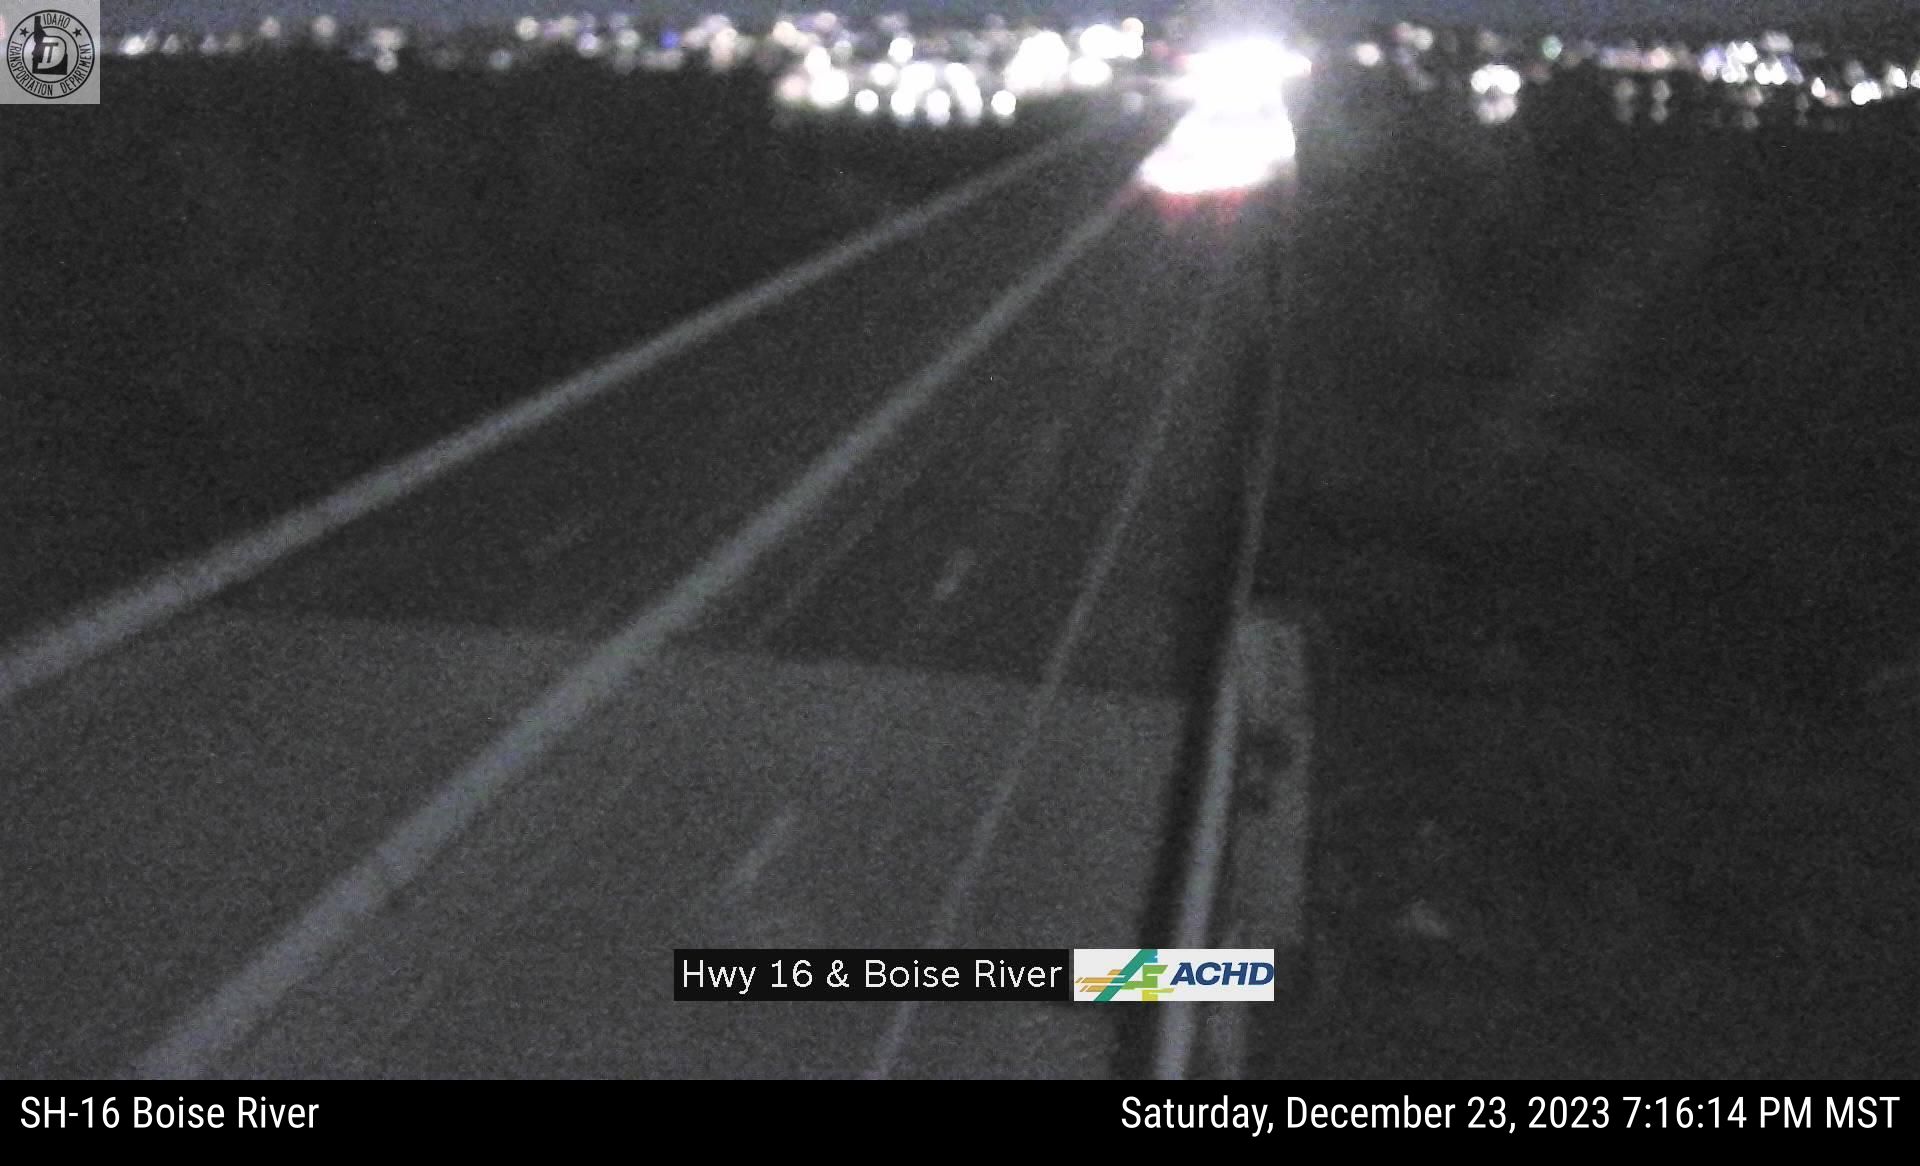 IDAHO
TRANSPORTATION DEPARTMENT
Hwy 16 & Boise River
ACHD
SH-16 Boise River
Saturday, December 23, 2023 7:16:14 PM MST